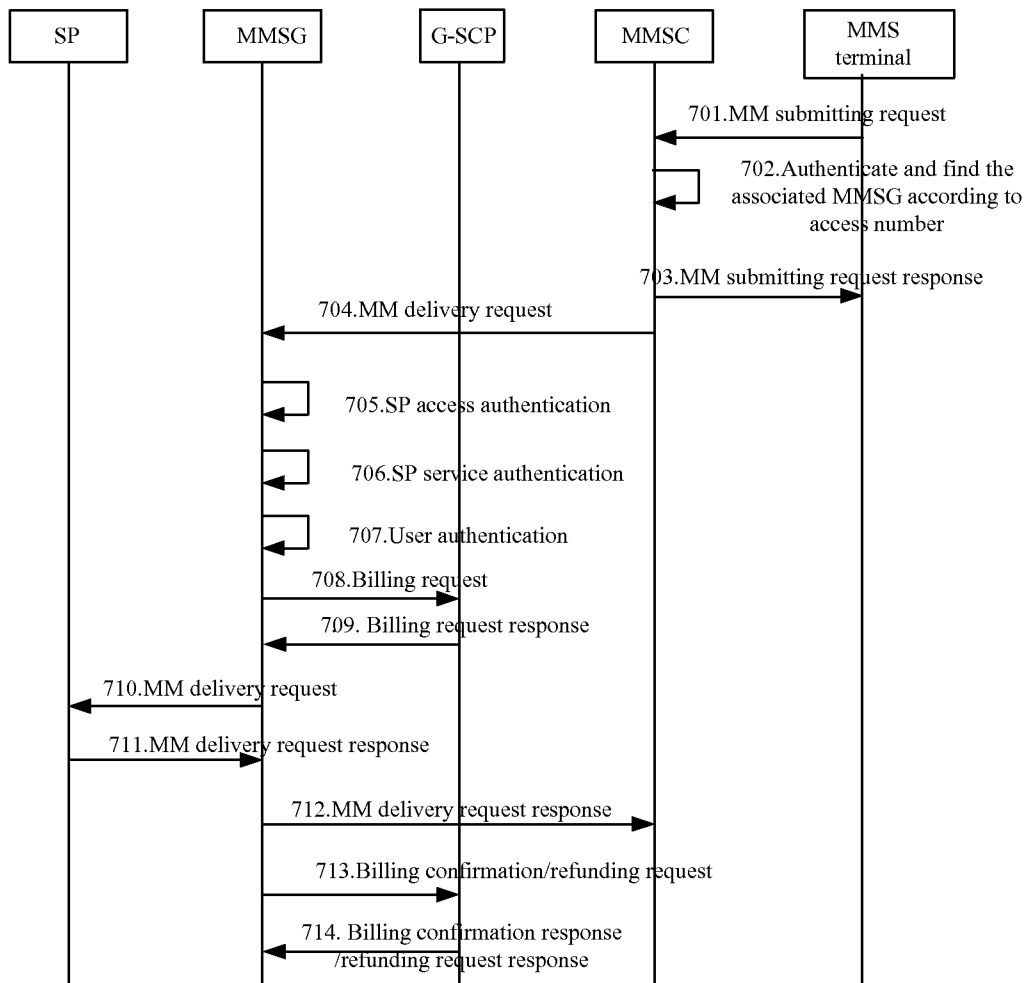 SP
MMSG
G-SCP
MMSC
MMS
terminal
701.MM submitting request
702.Authenticate and find the
associated MMSG according to
access number
703.MM submitting request response
704.MM delivery request
705.SP access authentication
706.SP service authentication
707.User authentication
708.Billing request
709. Billing request response
710.MM delivery request
711.MM delivery request response
712.MM delivery request response
713.Billing confirmation/refunding request
714. Billing confirmation response
/refunding request response